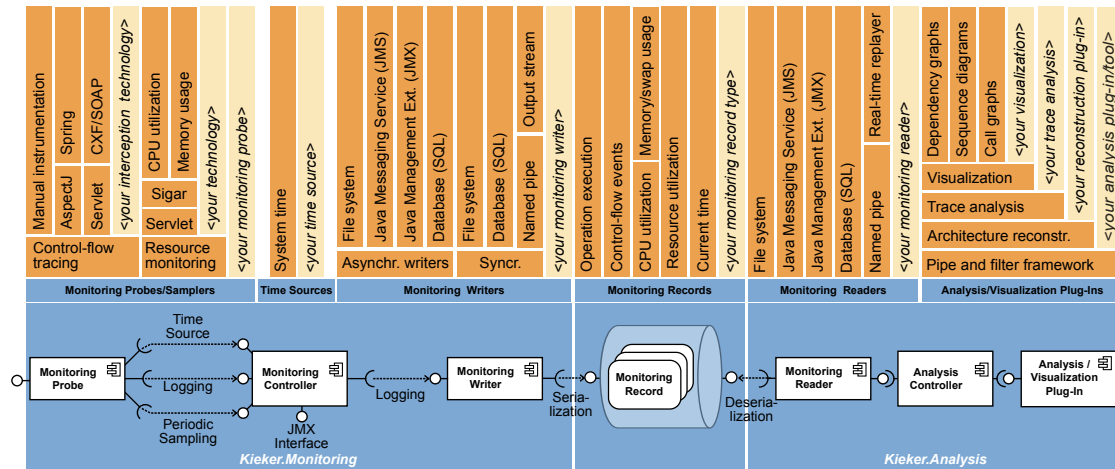 Manual instrumentation
AspectJ
Spring
Servlet
CXF/SOAP
<your interception technology>
Control-flow
tracing
CPU utilization
Memory usage
Sigar
Servlet
<your technology>
Resource
monitoring
<your monitoring probe>
System time
<your time source>
File system
Java Messaging Service (JMS)
Java Management Ext. (JMX)
Database (SQL)
Asynchr. writers
File system
Database (SQL)
Named pipe
Output stream
Syncr.
<your monitoring writer>
Operation execution
Control-flow events
CPU utilization
Memory/swap usage
Resource utilization
Current time
<your monitoring record type>
File system
Java Messaging Service (JMS)
Java Management Ext. (JMX)
Database (SQL)
Named pipe
Real-time replayer
<your monitoring reader>
Dependency graphs
Sequence diagrams
Call graphs
<your visualization>
Visualization
<your trace analysis>
Trace analysis
<your reconstruction plug-in>
Architecture reconstr.
<your analysis plug-in/tool>
Pipe and filter framework
Monitoring Probes/Samplers
Time Sources
Monitoring Writers
Monitoring Records
Monitoring Readers
Analysis/Visualization Plug-Ins
Monitoring
Probe
Time
Source
Logging
Periodic
Sampling
Monitoring
Controller
JMX
Interface
Logging
Monitoring
Writer
Seria-
lization
Monitoring
Record
Deseria-
lization
Monitoring
Reader
Analysis
Controller
Analysis /
Visualization
Plug-In
Kieker.Monitoring
Kieker.Analysis